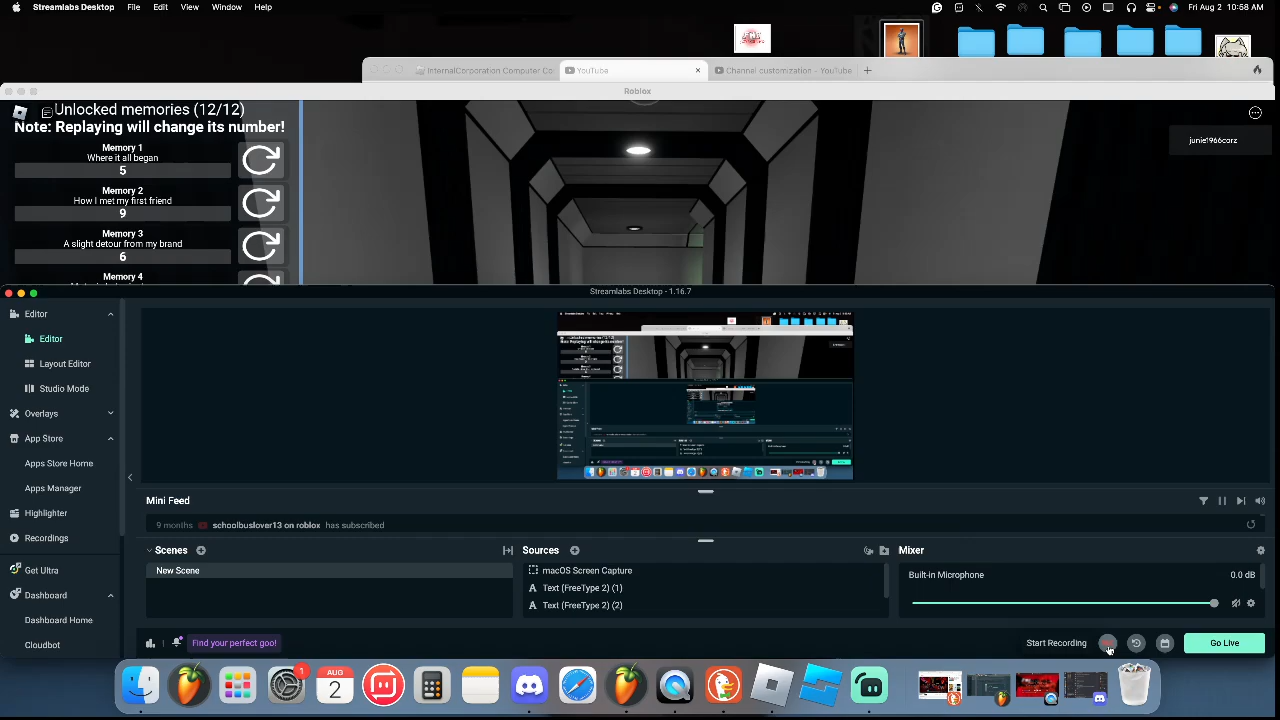 Streamlabs Desktop File Edit View Window Help
Fri Aug 2 10:58 AM
InternalCorporation Computer Co
YouTube
Channel customization - YouTube
Roblox
Unlocked memories (12/12)
Note: Replaying will change its number!
junie1966corz
Memory 1
Where it all began
5
Memory 2
How I met my first friend
9
Memory 3
A slight detour from my brand
6
Memory 4
Streamlabs Desktop - 1.16.7
Editor
Editor
Layout Editor
Studio Mode
Overlays
App Store
Apps Store Home
Apps Manager
Highlighter
Recordings
Get Ultra
Dashboard
Dashboard Home
Cloudbot
Mini Feed
9 months schoolbuslover13 on roblox has subscribed
Scenes
New Scene
Sources
macOS Screen Capture
Text (FreeType 2) (1)
Text (FreeType 2) (2)
Mixer
Built-in Microphone 0.0 dB
Find your perfect goo!
Start Recording
Go Live
1
AUG
2